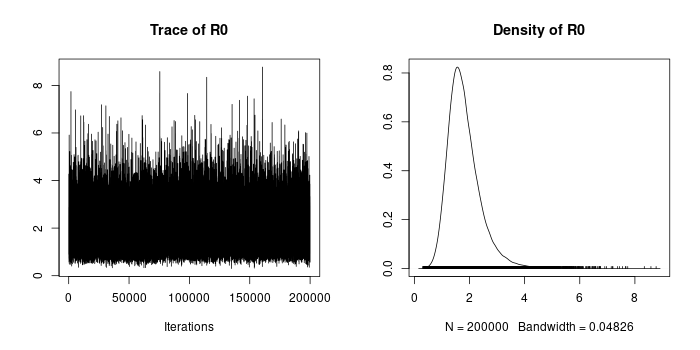 Trace of R0
8
6
4
2
0
0 50000 100000 150000 200000
Iterations
Density of R0
0.8
0.6
0.4
0.2
0.0
0 2 4 6 8
N = 200000 Bandwidth = 0.04826